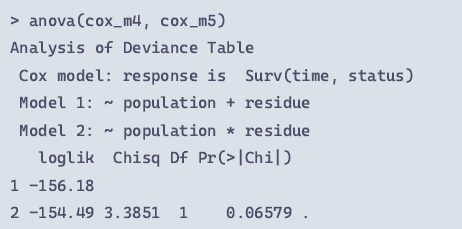 > anova(cox_m4, cox_m5)
Analysis of Deviance Table
 Cox model: response is  Surv(time, status)
 Model 1: ~ population + residue
 Model 2: ~ population * residue
   loglik  Chisq Df Pr(>|Chi|)
1 -156.18
2 -154.49 3.3851  1    0.06579 .